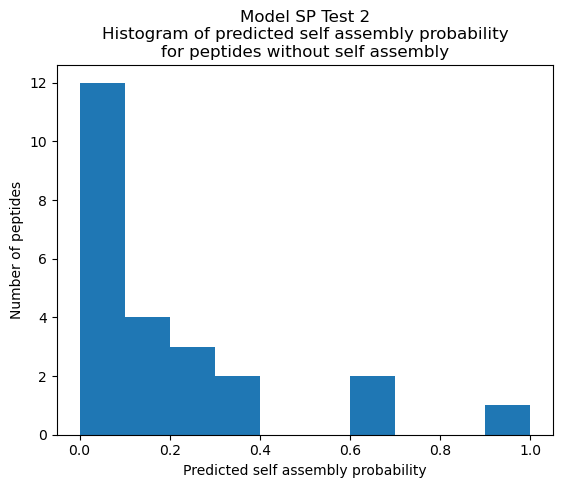 Model SP Test 2
Histogram of predicted self assembly probability
for peptides without self assembly
12
10
8
6
4
2
0
Number of peptides
0.0 0.2 0.4 0.6 0.8 1.0
Predicted self assembly probability